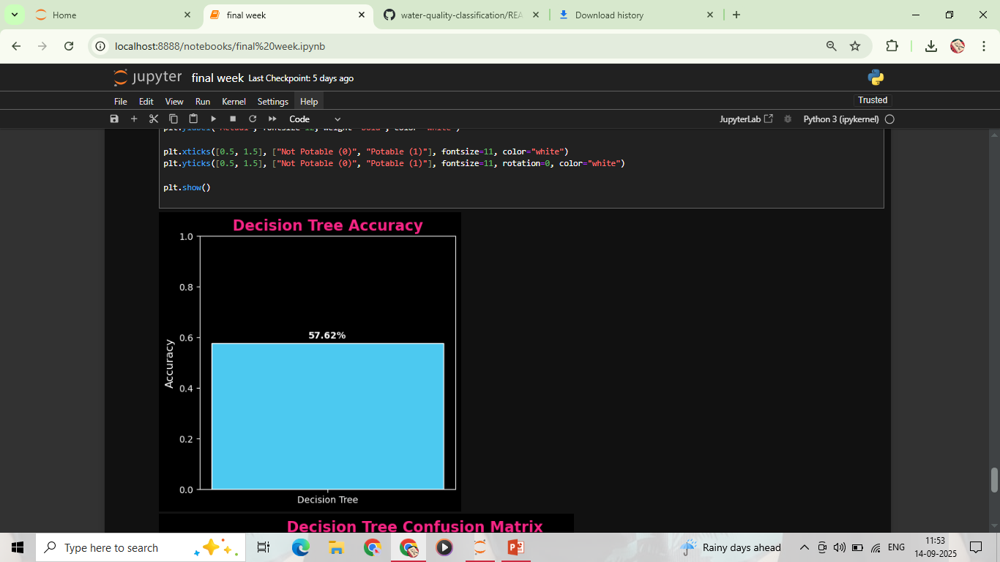 Home
final week
water-quality-classification/REA
Download history
localhost:8888/notebooks/final%20week.ipynb
jupyter final week Last Checkpoint: 5 days ago
File Edit View Run Kernel Settings Help
Trusted
Code
JupyterLab
Python 3 (ipykernel)
plt.xticks([0.5, 1.5], ["Not Potable (0)", "Potable (1)"], fontsize=11, color="white")
plt.yticks([0.5, 1.5], ["Not Potable (0)", "Potable (1)"], fontsize=11, rotation=0, color="white")
plt.show()
Decision Tree Accuracy
1.0
0.8
0.6
0.4
0.2
0.0
Accuracy
57.62%
Decision Tree
Decision Tree Confusion Matrix
Type here to search
Rainy days ahead
ENG
11:53
14-09-2025